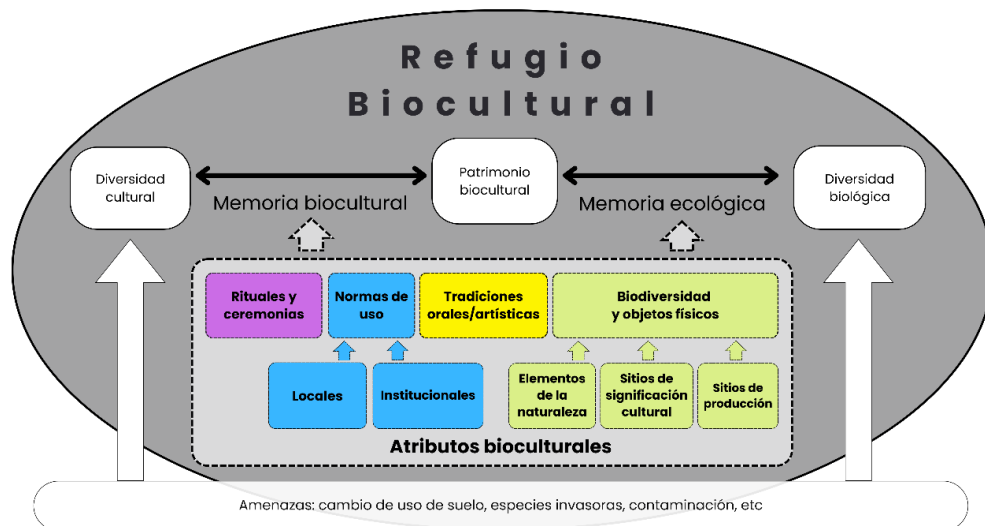 Refugio
Biocultural
Diversidad
cultural
Patrimonio
biocultural
Diversidad
biológica
Memoria biocultural
Memoria ecológica
Rituales y
ceremonias
Normas de
uso
Tradiciones
orales/artísticas
Biodiversidad
y objetos físicos
Locales
Institucionales
Elementos
de la
naturaleza
Sitios de
significación
cultural
Sitios de
producción
Atributos bioculturales
Amenazas: cambio de uso de suelo, especies invasoras, contaminación, etc